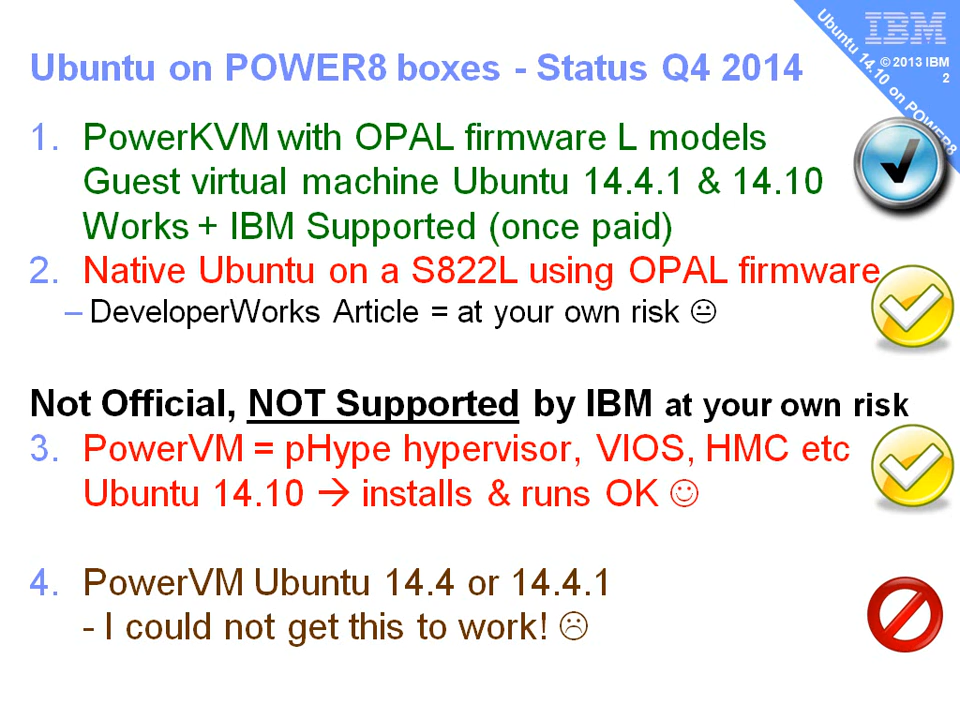 Ubuntu on POWER8 boxes - Status Q4 2014
IBM
© 2013 IBM
2
Ubuntu 14.10 on POWER8
1. PowerKVM with OPAL firmware L models
Guest virtual machine Ubuntu 14.4.1 & 14.10
Works + IBM Supported (once paid)
2. Native Ubuntu on a S822L using OPAL firmware
– DeveloperWorks Article = at your own risk 😐
Not Official, NOT Supported by IBM at your own risk
3. PowerVM = pHype hypervisor, VIOS, HMC etc
Ubuntu 14.10 → installs & runs OK ☺
4. PowerVM Ubuntu 14.4 or 14.4.1
- I could not get this to work! ☹